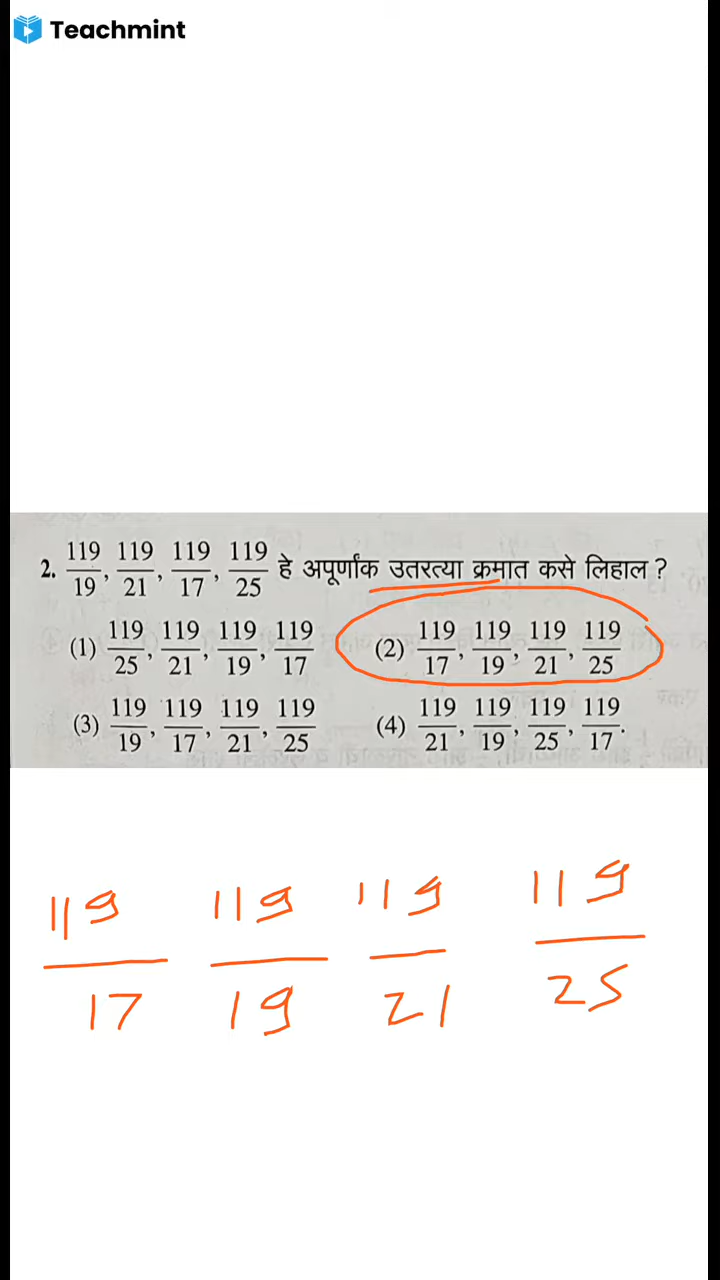 Teachmint
2. 119/19, 119/21, 119/17, 119/25 हे अपूर्णांक उतरत्या क्रमात कसे लिहाल ?
(1) 119/25, 119/21, 119/19, 119/17 (2) 119/17, 119/19, 119/21, 119/25
(3) 119/19, 119/17, 119/21, 119/25 (4) 119/21, 119/19, 119/25, 119/17.
119/17 119/19 119/21 119/25